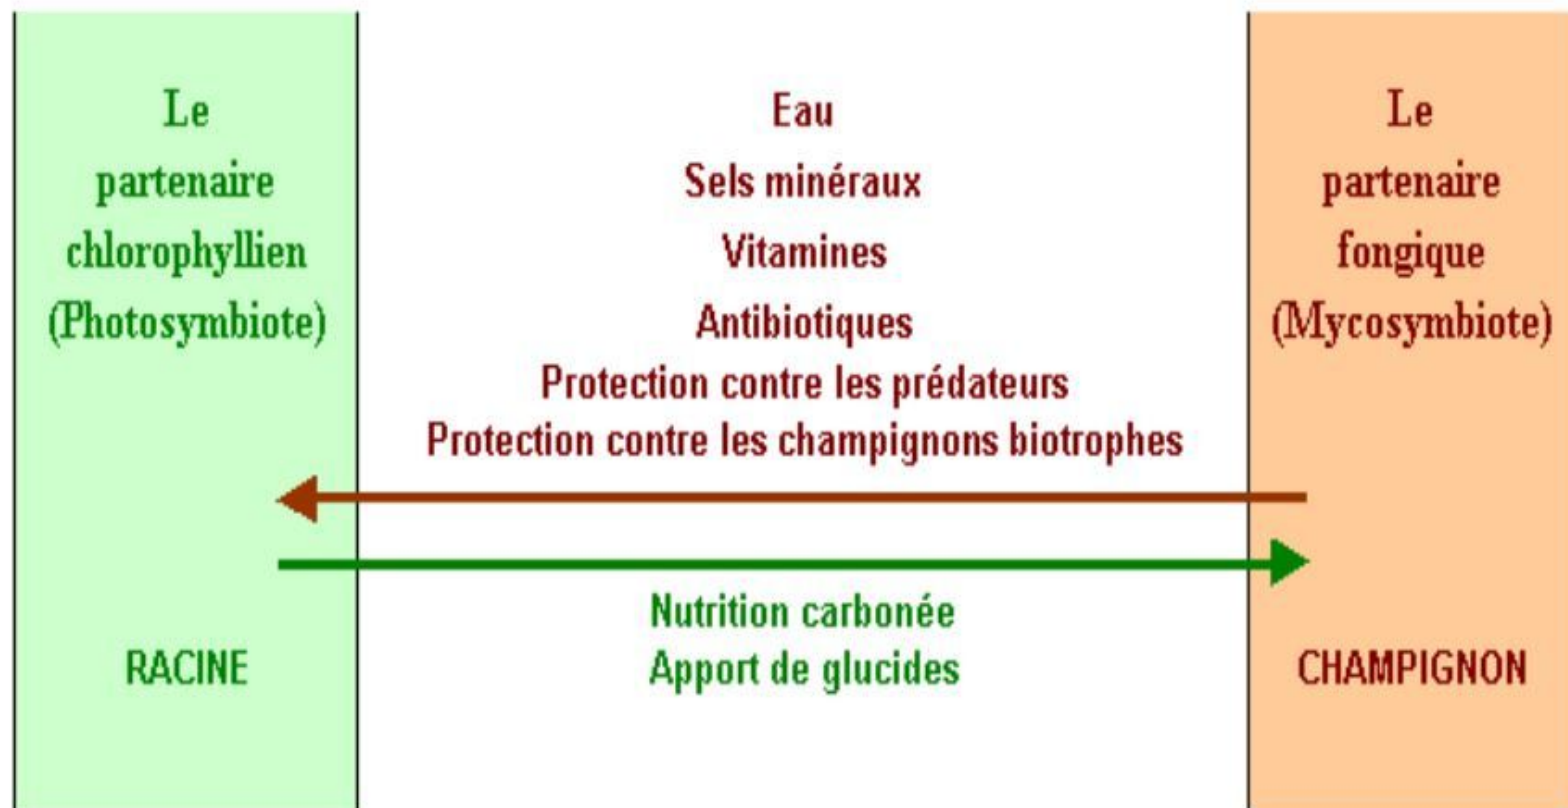 Le
partenaire
chlorophyllien
(Photosymbiote)
RACINE
Eau
Sels minéraux
Vitamines
Antibiotiques
Protection contre les prédateurs
Protection contre les champignons biotrophes
Nutrition carbonée
Apport de glucides
Le
partenaire
fongique
(Mycosymbiote)
CHAMPIGNON